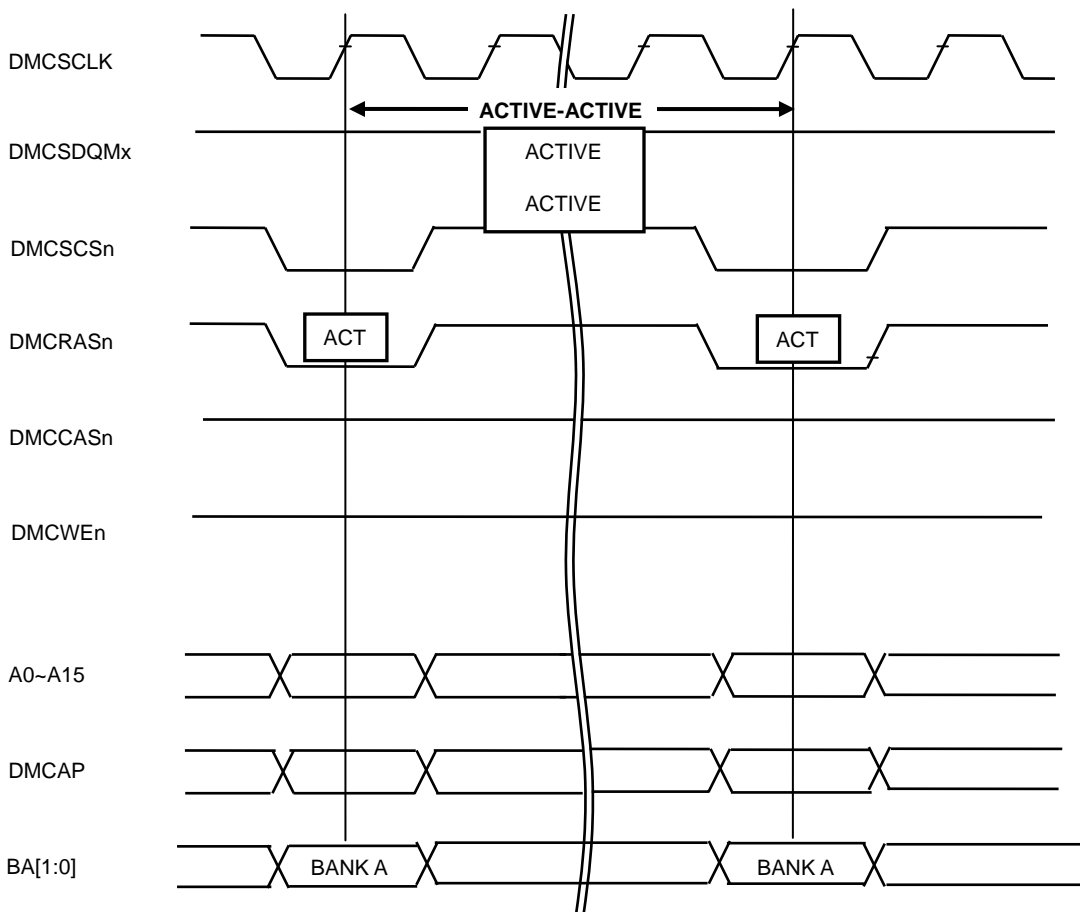 DMCSCLK
ACTIVE-ACTIVE
DMCSDQMx
ACTIVE
ACTIVE
DMCSCSn
DMCRASn
ACT
ACT
DMCCASn
DMCWEn
A0~A15
DMCAP
BA[1:0]
BANK A
BANK A